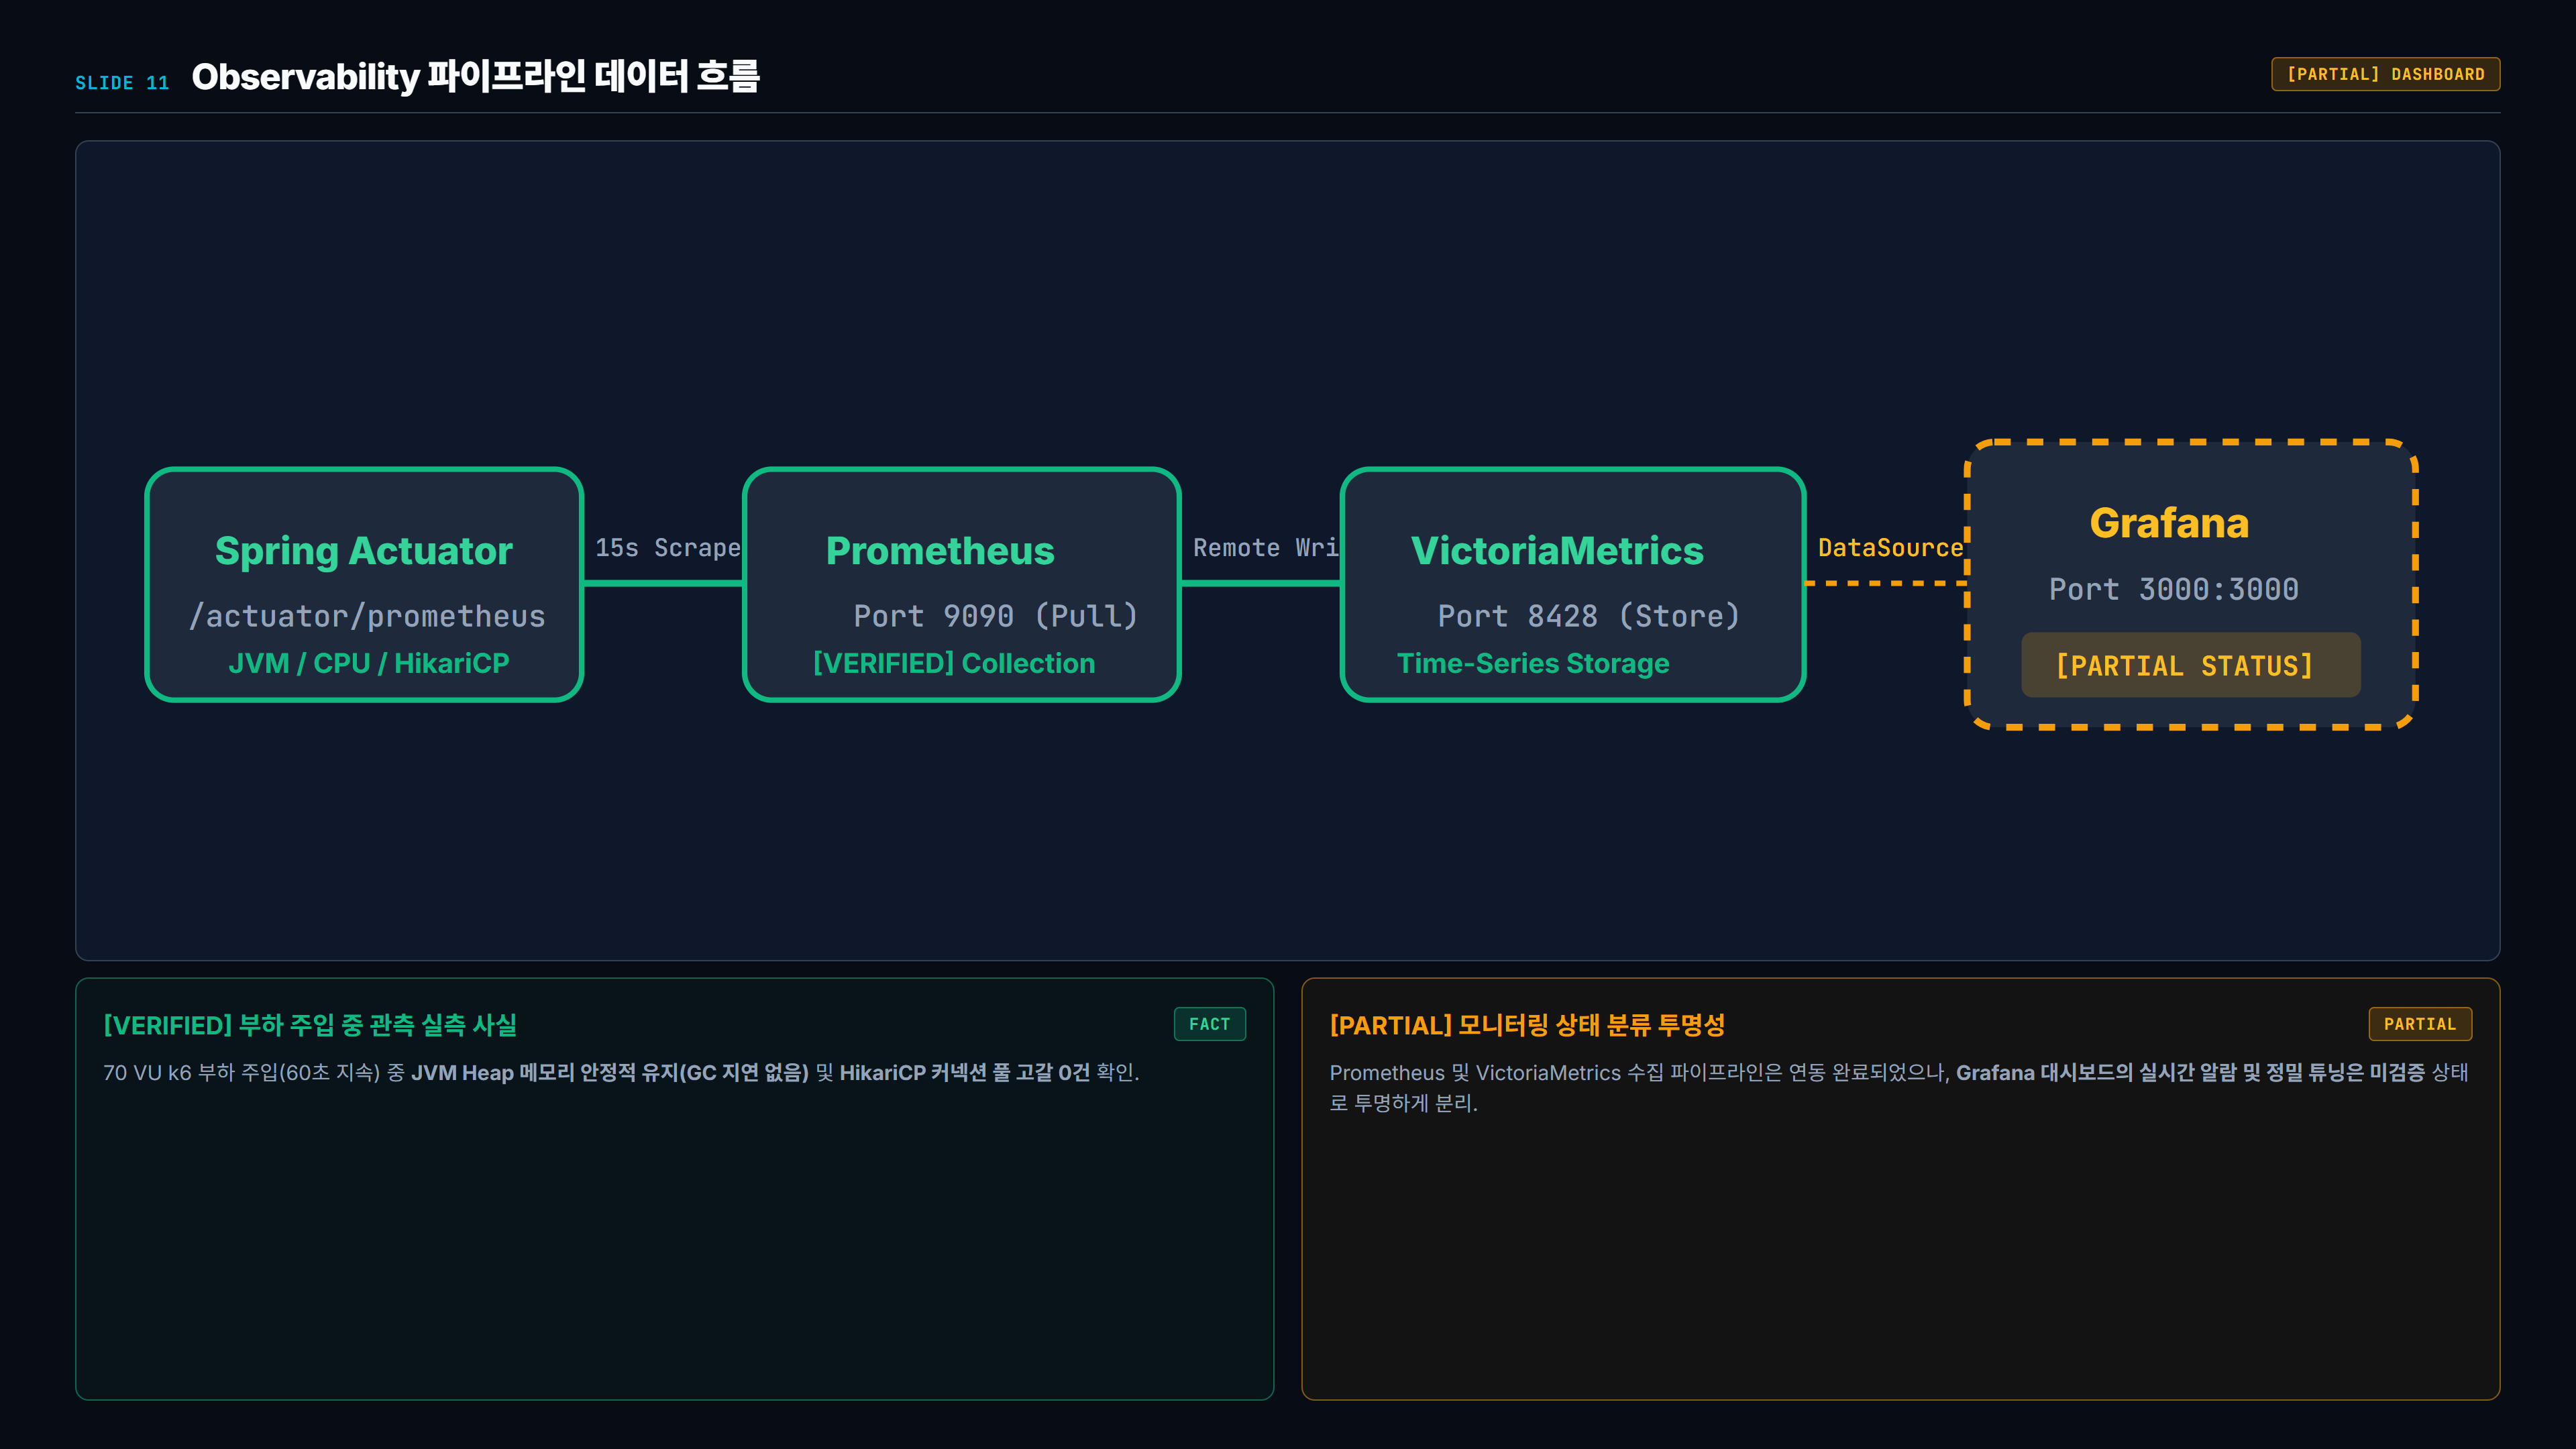 SLIDE 11 Observability 파이프라인 데이터 흐름
[PARTIAL] DASHBOARD
Spring Actuator
/actuator/prometheus
JVM / CPU / HikariCP
15s Scrape
Prometheus
Port 9090 (Pull)
[VERIFIED] Collection
Remote Wri
VictoriaMetrics
Port 8428 (Store)
Time-Series Storage
DataSource
Grafana
Port 3000:3000
[PARTIAL STATUS]
[VERIFIED] 부하 주입 중 관측 실측 사실
FACT
70 VU k6 부하 주입(60초 지속) 중 JVM Heap 메모리 안정적 유지(GC 지연 없음) 및 HikariCP 커넥션 풀 고갈 0건 확인.
[PARTIAL] 모니터링 상태 분류 투명성
PARTIAL
Prometheus 및 VictoriaMetrics 수집 파이프라인은 연동 완료되었으나, Grafana 대시보드의 실시간 알람 및 정밀 튜닝은 미검증 상태
로 투명하게 분리.